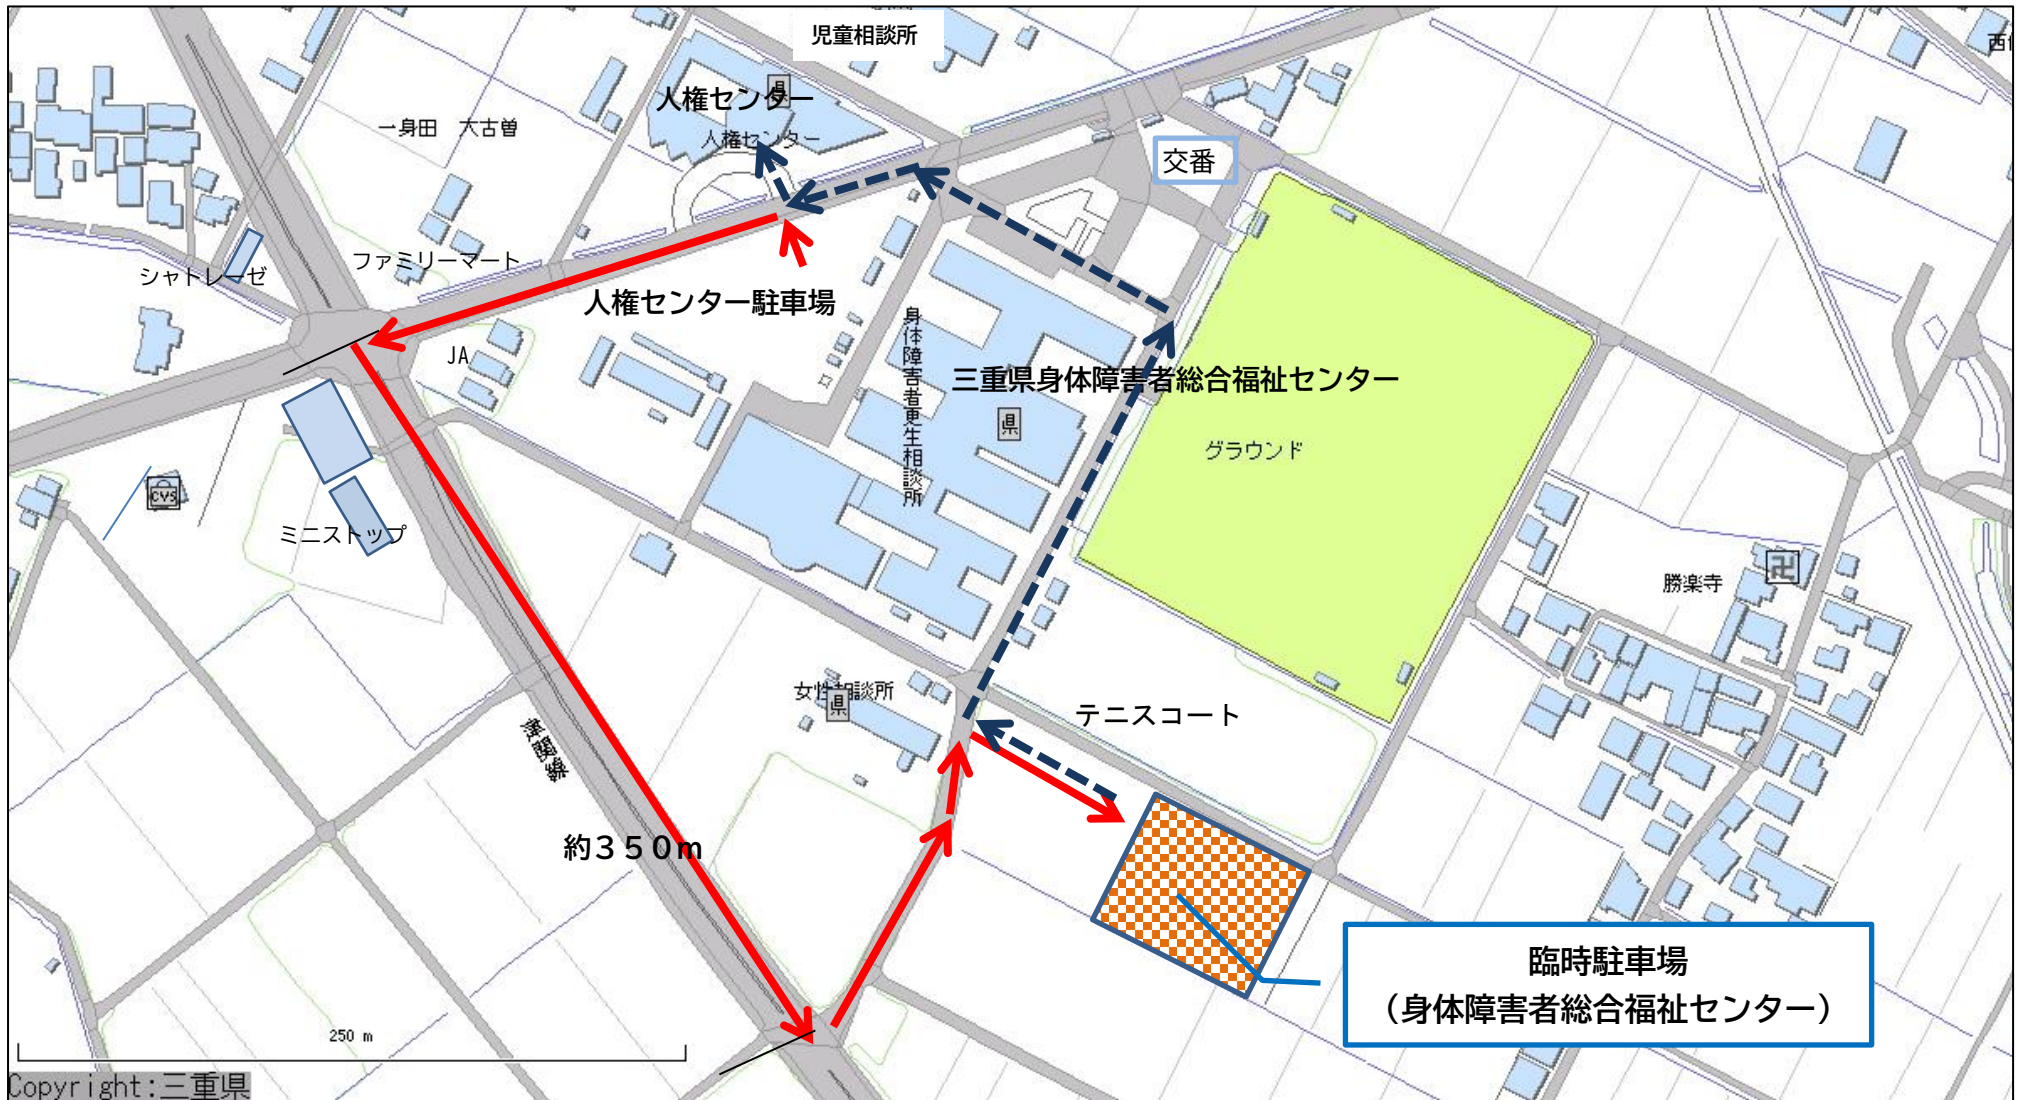 児童相談所
西
県
人権センター
人権センター
一身田 大古曽
交番
シャトレーゼ
ファミリーマート
人権センター駐車場
身体障害者更生相談所
JA
三重県身体障害者総合福祉センター
県
グラウンド
CVS
ミニストップ
勝楽寺
卍
女性相談所
県
テニスコート
約350m
臨時駐車場
(身体障害者総合福祉センター)
250 m
Copyright:三重県